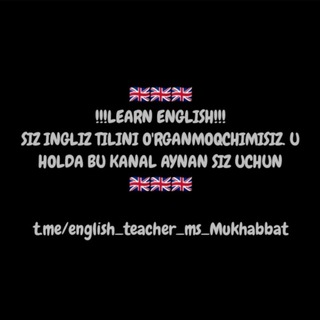 🇬🇧🇬🇧🇬🇧
!!!LEARN ENGLISH!!!
SIZ INGLIZ TILINI O'RGANMOQCHIMISIZ. U
HOLDA BU KANAL AYNAN SIZ UCHUN
🇬🇧🇬🇧🇬🇧
t.me/english_teacher_ms_Mukhabbat